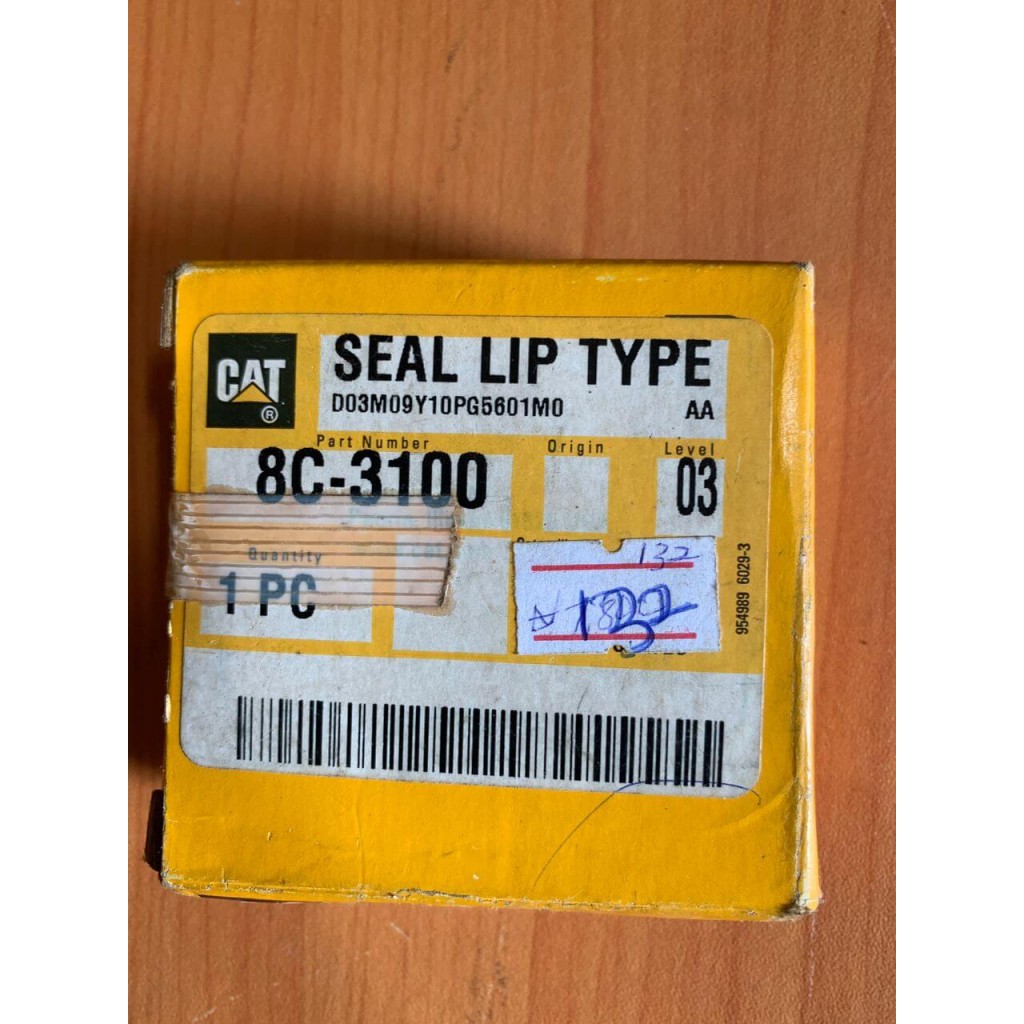 CAT
®
SEAL LIP TYPE
D03M09Y10PG5601M0 AA
Part Number Origin Level
8C-3100 03
Quantity
1 PC
132
954989 6029-3